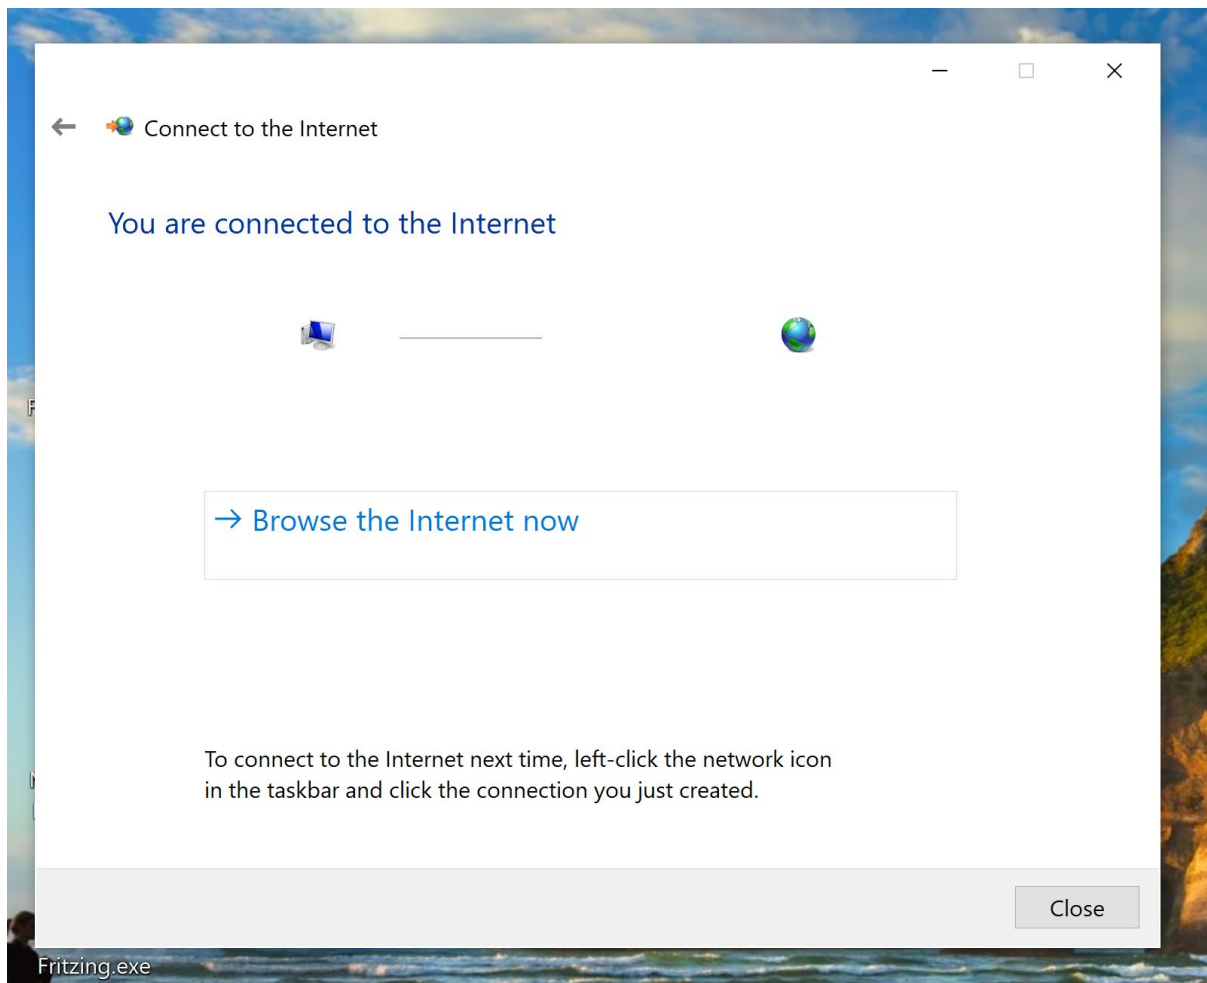 Connect to the Internet
You are connected to the Internet
Browse the Internet now
To connect to the Internet next time, left-click the network icon
in the taskbar and click the connection you just created.
Close
Fritzing.exe